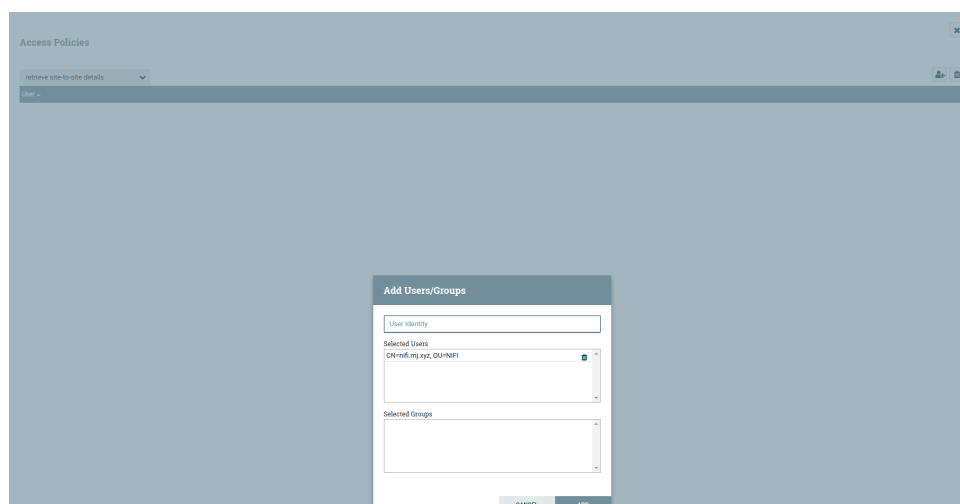 Access Policies
retrieve site-to-site details
User
Add Users/Groups
User Identity
Selected Users
CN=nifi.mj.xyz, OU=NIFI
Selected Groups
CANCEL ADD